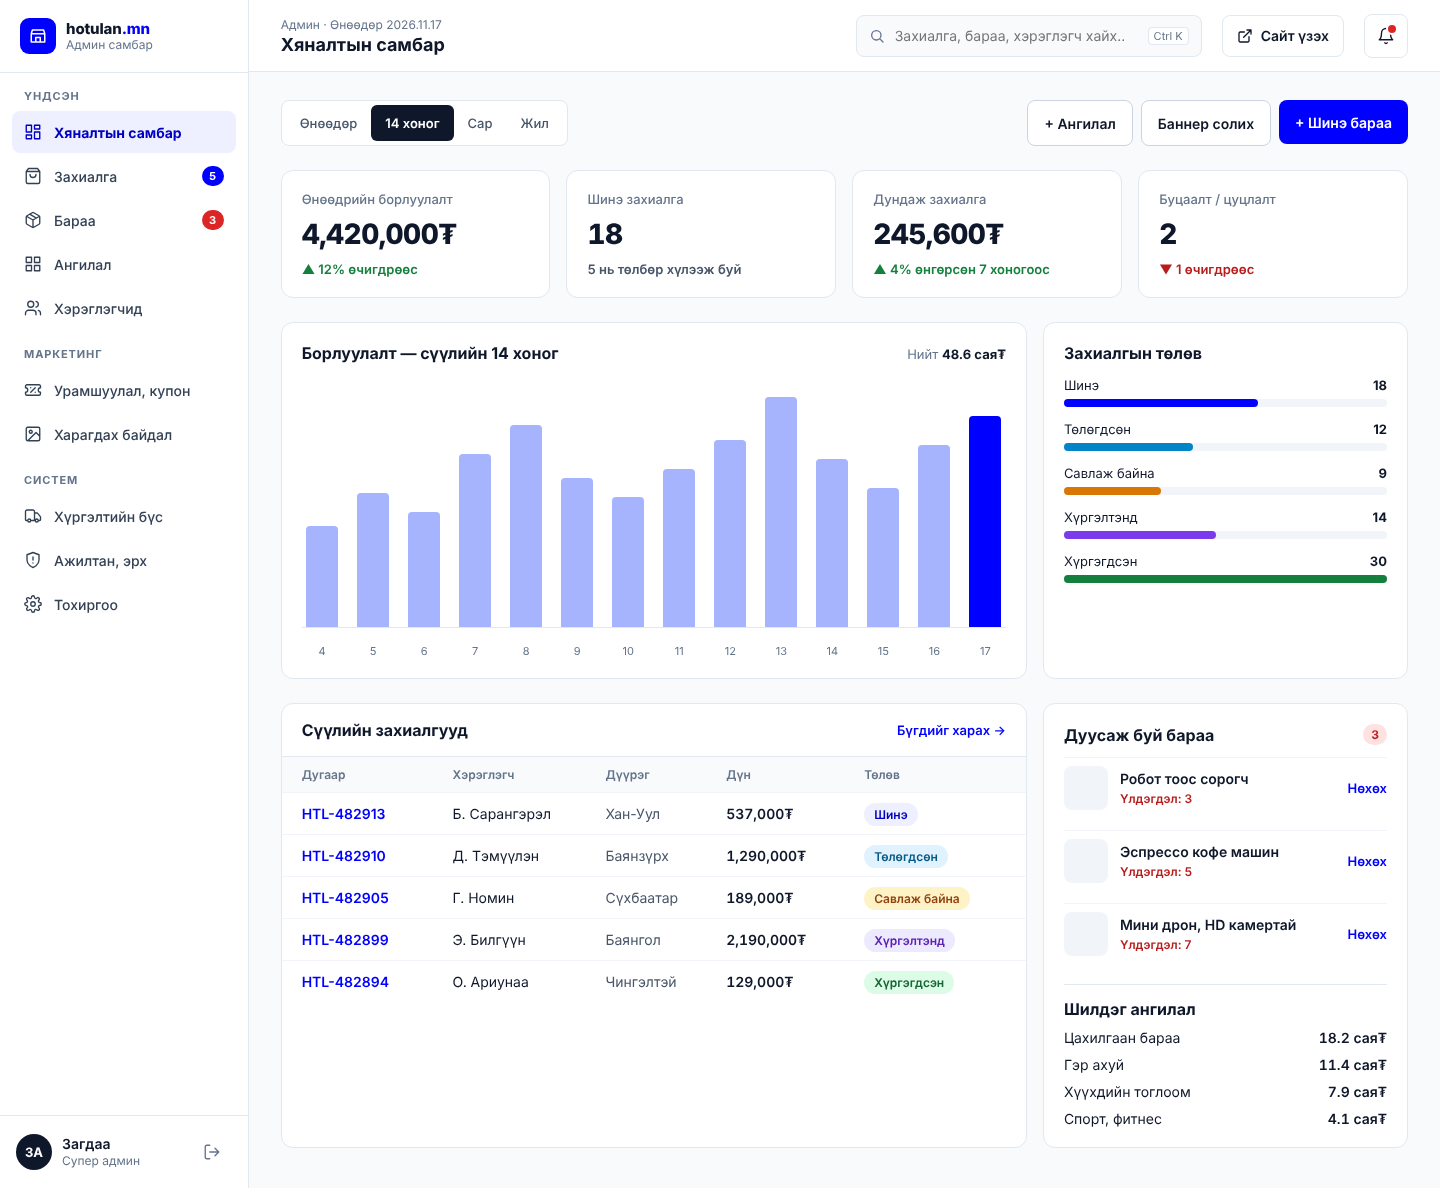 hotulan.mn
Админ самбар
ҮНДСЭН
Хяналтын самбар
Захиалга 5
Бараа 3
Ангилал
Хэрэглэгчид
МАРКЕТИНГ
Урамшуулал, купон
Харагдах байдал
СИСТЕМ
Хүргэлтийн бүс
Ажилтан, эрх
Тохиргоо
ЗА
Загдаа
Супер админ
Админ · Өнөөдөр 2026.11.17
Хяналтын самбар
Захиалга, бараа, хэрэглэгч хайх.. Ctrl K
Сайт үзэх
Өнөөдөр 14 хоног Сар Жил
+ Ангилал Баннер солих + Шинэ бараа
Өнөөдрийн борлуулалт
4,420,000₮
▲ 12% өчигдрөөс
Шинэ захиалга
18
5 нь төлбөр хүлээж буй
Дундаж захиалга
245,600₮
▲ 4% өнгөрсөн 7 хоногоос
Буцаалт / цуцлалт
2
▼ 1 өчигдрөөс
Борлуулалт — сүүлийн 14 хоног
Нийт 48.6 сая₮
4 5 6 7 8 9 10 11 12 13 14 15 16 17
Захиалгын төлөв
Шинэ 18
Төлөгдсөн 12
Савлаж байна 9
Хүргэлтэнд 14
Хүргэгдсэн 30
Сүүлийн захиалгууд
Бүгдийг харах →
Дугаар Хэрэглэгч Дүүрэг Дүн Төлөв
HTL-482913 Б. Сарангэрэл Хан-Уул 537,000₮ Шинэ
HTL-482910 Д. Тэмүүлэн Баянзүрх 1,290,000₮ Төлөгдсөн
HTL-482905 Г. Номин Сүхбаатар 189,000₮ Савлаж байна
HTL-482899 Э. Билгүүн Баянгол 2,190,000₮ Хүргэлтэнд
HTL-482894 О. Ариунаа Чингэлтэй 129,000₮ Хүргэгдсэн
Дуусаж буй бараа 3
Робот тоос сорогч
Үлдэгдэл: 3
Нөхөх
Эспрессо кофе машин
Үлдэгдэл: 5
Нөхөх
Мини дрон, HD камертай
Үлдэгдэл: 7
Нөхөх
Шилдэг ангилал
Цахилгаан бараа 18.2 сая₮
Гэр ахуй 11.4 сая₮
Хүүхдийн тоглоом 7.9 сая₮
Спорт, фитнес 4.1 сая₮